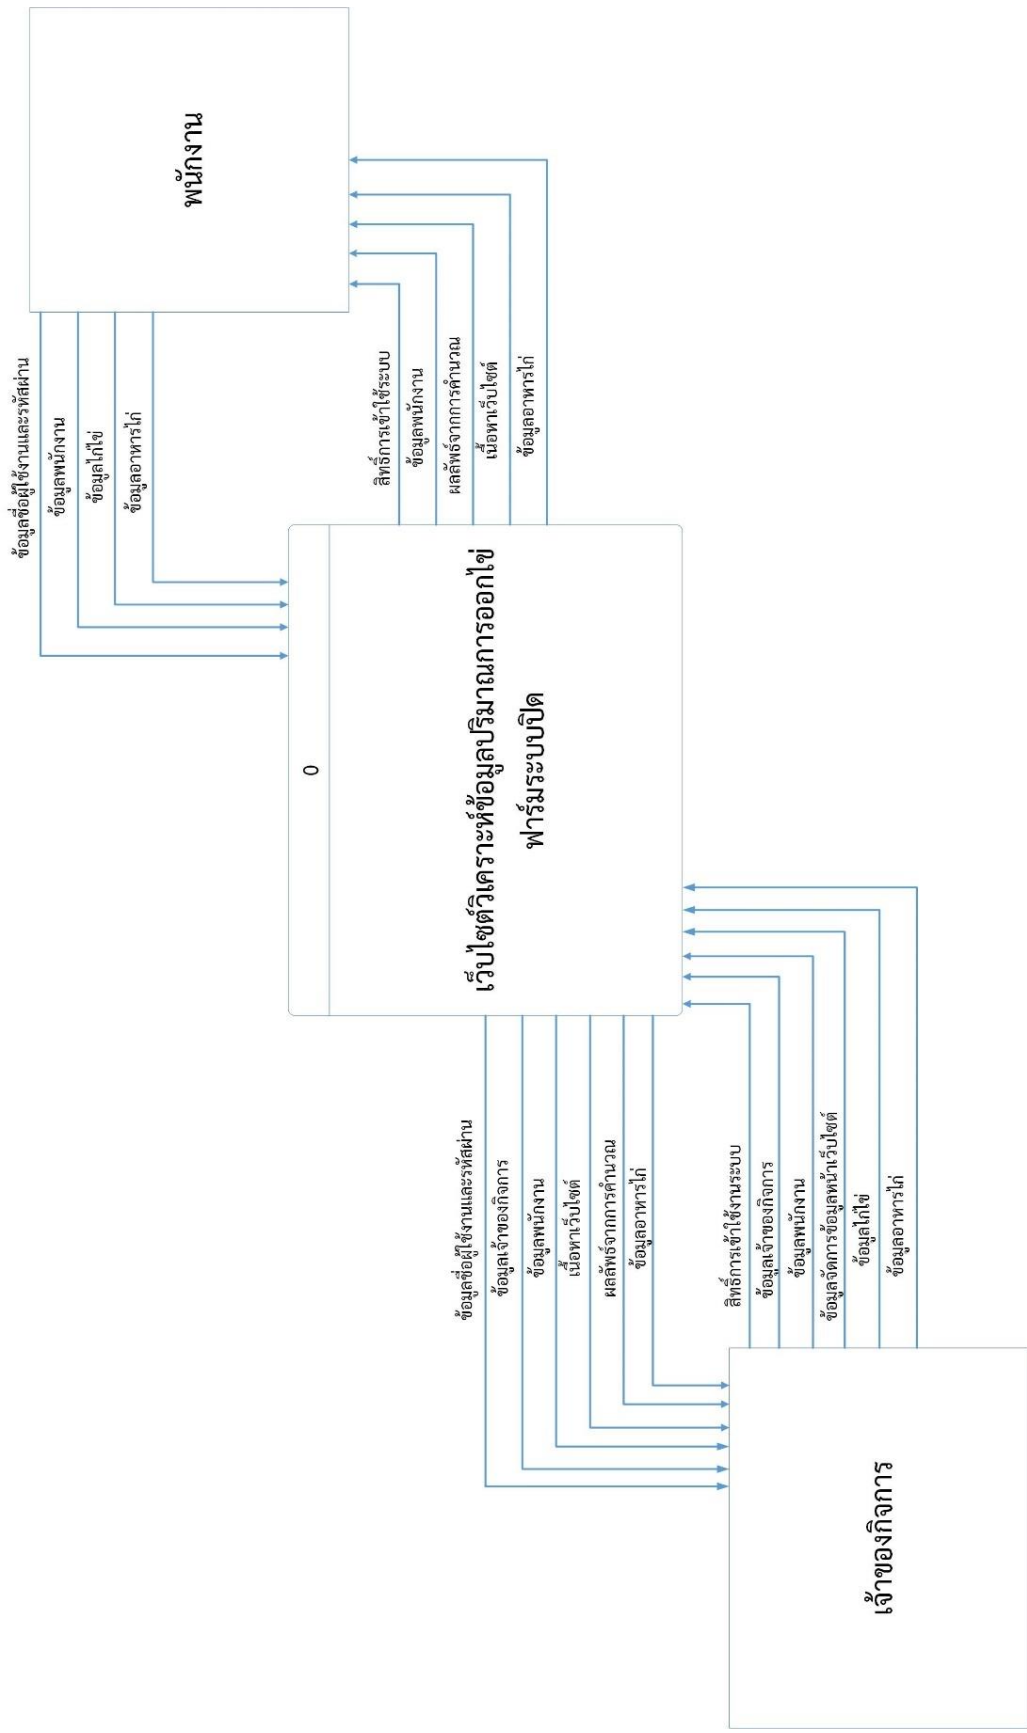 พนักงาน
ข้อมูลชื่อผู้ใช้งานและรหัสผ่าน
ข้อมูลพนักงาน
ข้อมูลไก่ไข่
ข้อมูลอาหารไก่
สิทธิ์การเข้าใช้ระบบ
ข้อมูลพนักงาน
ผลลัพธ์จากการคำนวณ
เนื้อหาเว็บไซต์
ข้อมูลอาหารไก่
0
เว็บไซต์วิเคราะห์ข้อมูลปริมาณการออกไข่
ฟาร์มระบบปิด
ข้อมูลชื่อผู้ใช้งานและรหัสผ่าน
ข้อมูลเจ้าของกิจการ
ข้อมูลพนักงาน
เนื้อหาเว็บไซต์
ผลลัพธ์จากการคำนวณ
ข้อมูลอาหารไก่
สิทธิ์การเข้าใช้งานระบบ
ข้อมูลเจ้าของกิจการ
ข้อมูลพนักงาน
ข้อมูลจัดการข้อมูลหน้าเว็บไซต์
ข้อมูลไก่ไข่
ข้อมูลอาหารไก่
เจ้าของกิจการ